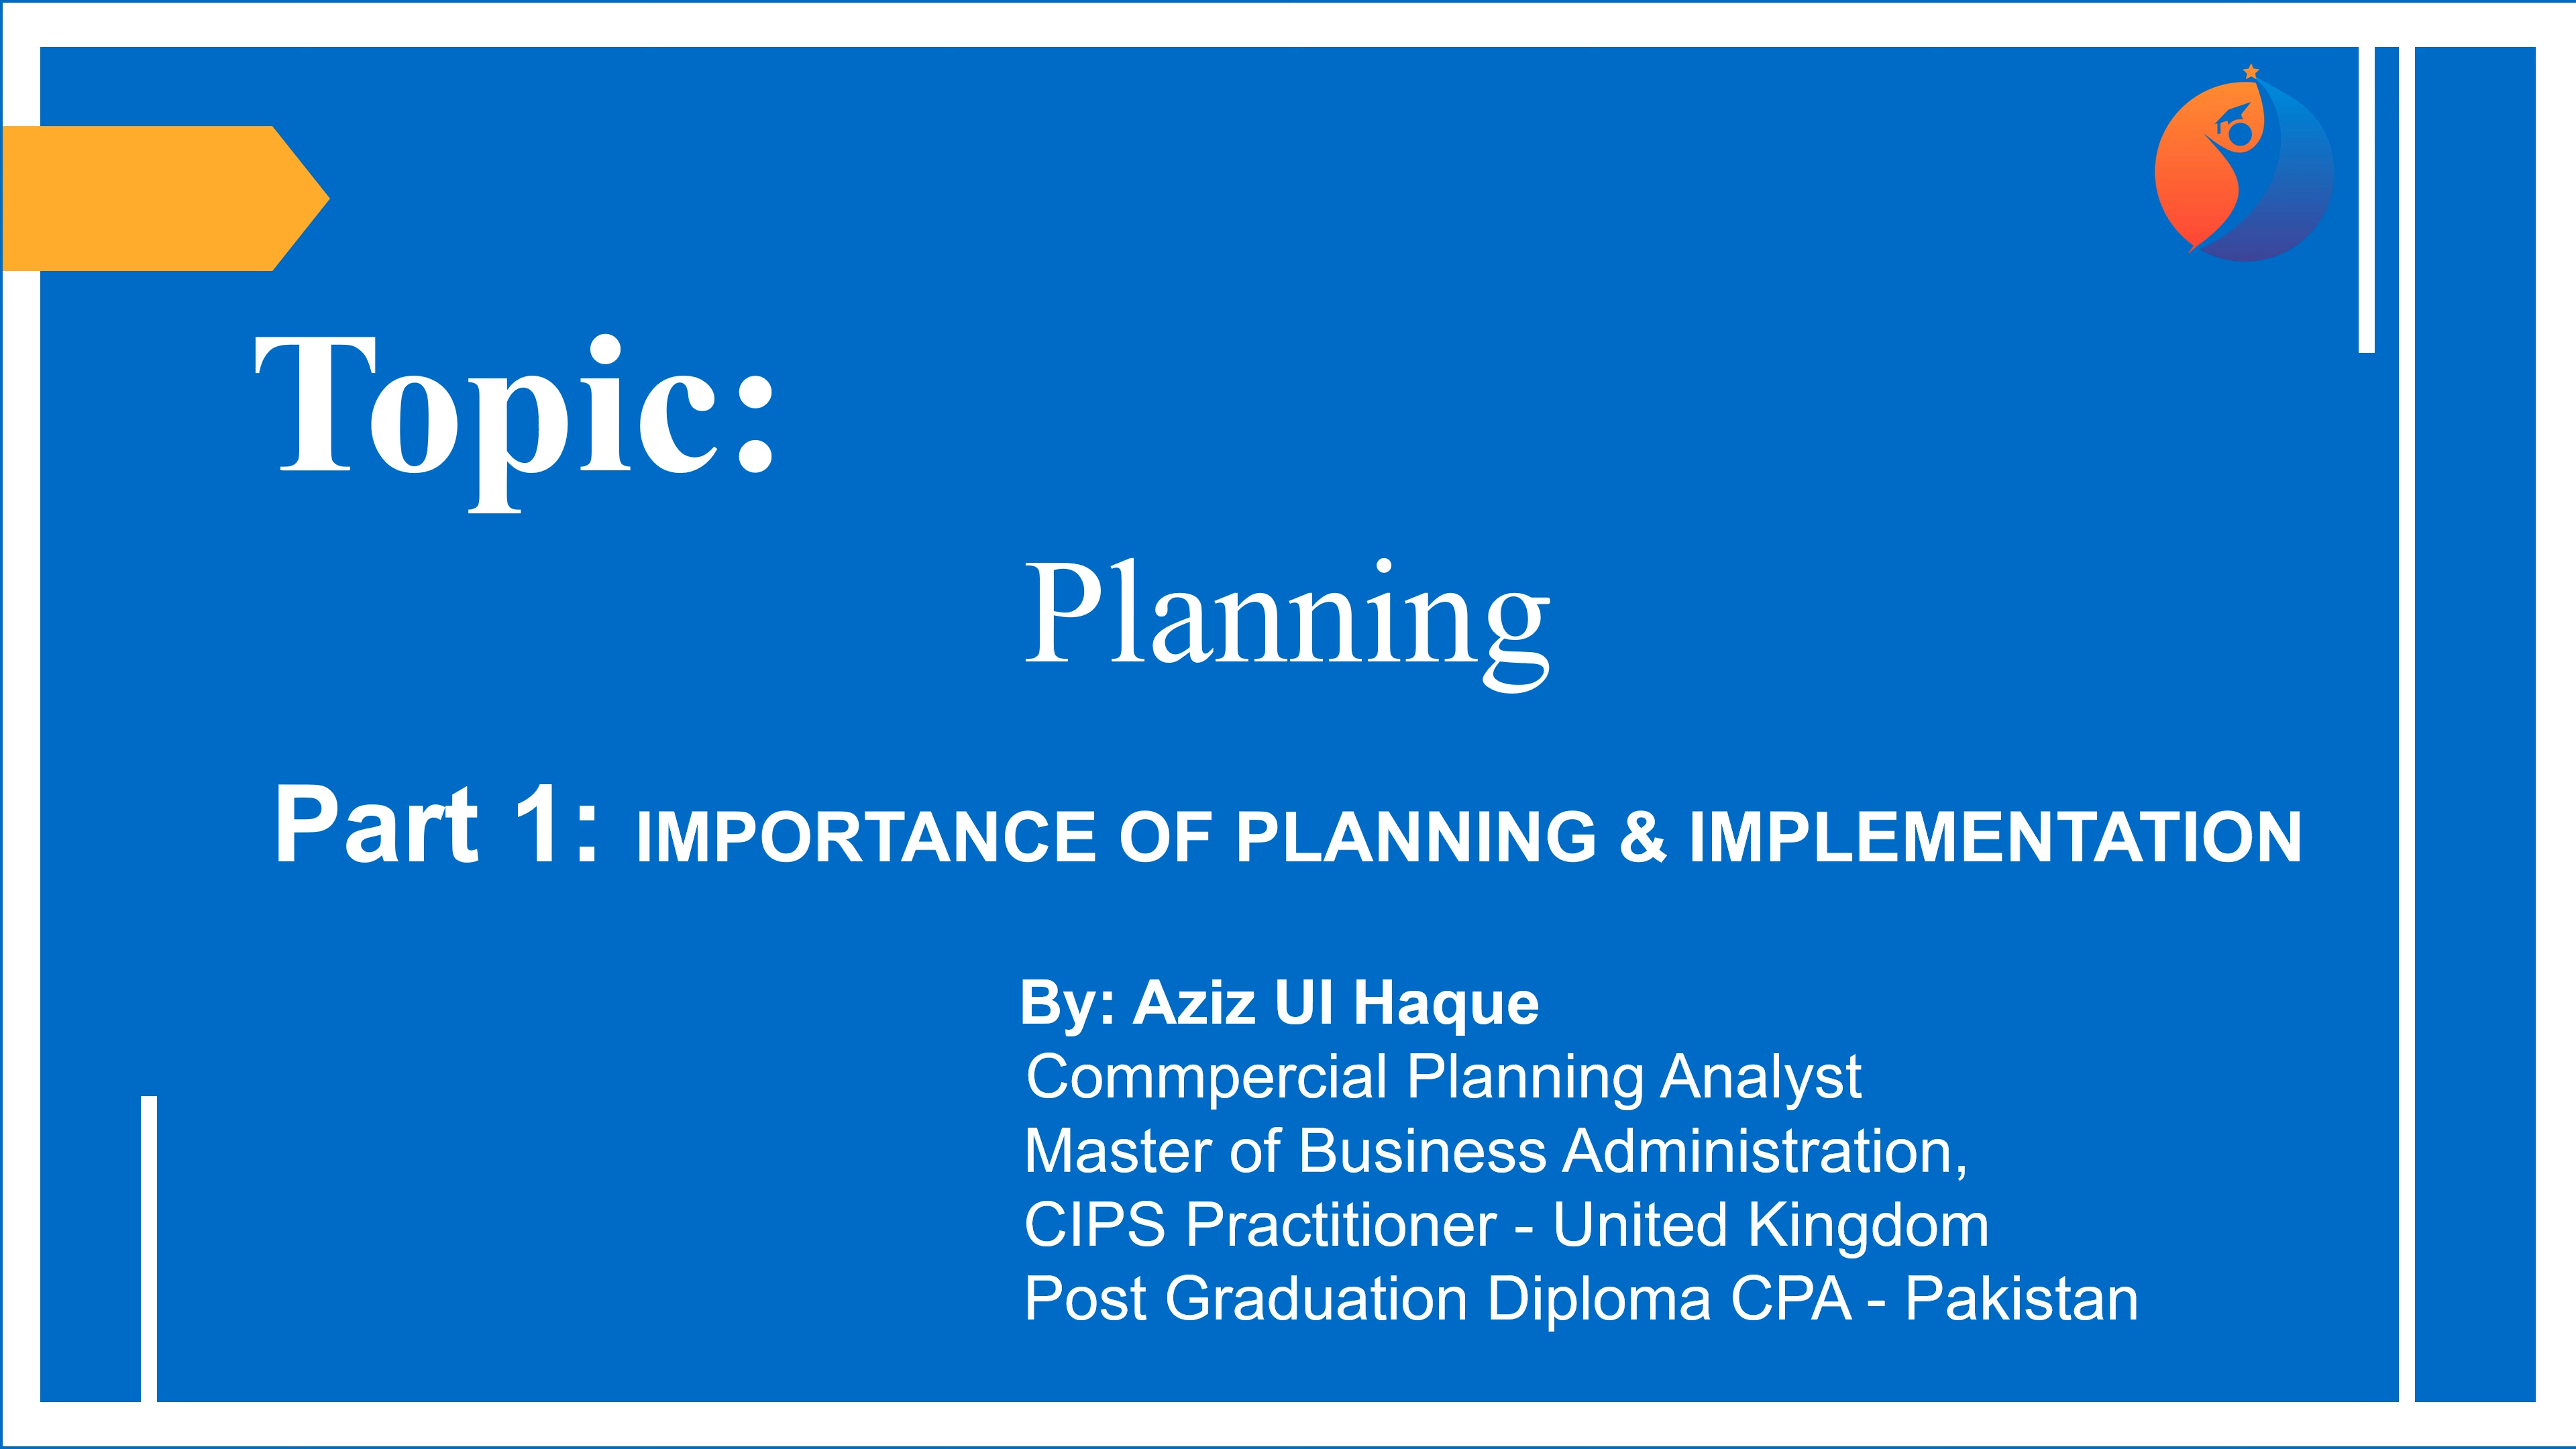 Topic:
Planning
Part 1: IMPORTANCE OF PLANNING & IMPLEMENTATION
By: Aziz Ul Haque
Commpercial Planning Analyst
Master of Business Administration,
CIPS Practitioner - United Kingdom
Post Graduation Diploma CPA - Pakistan